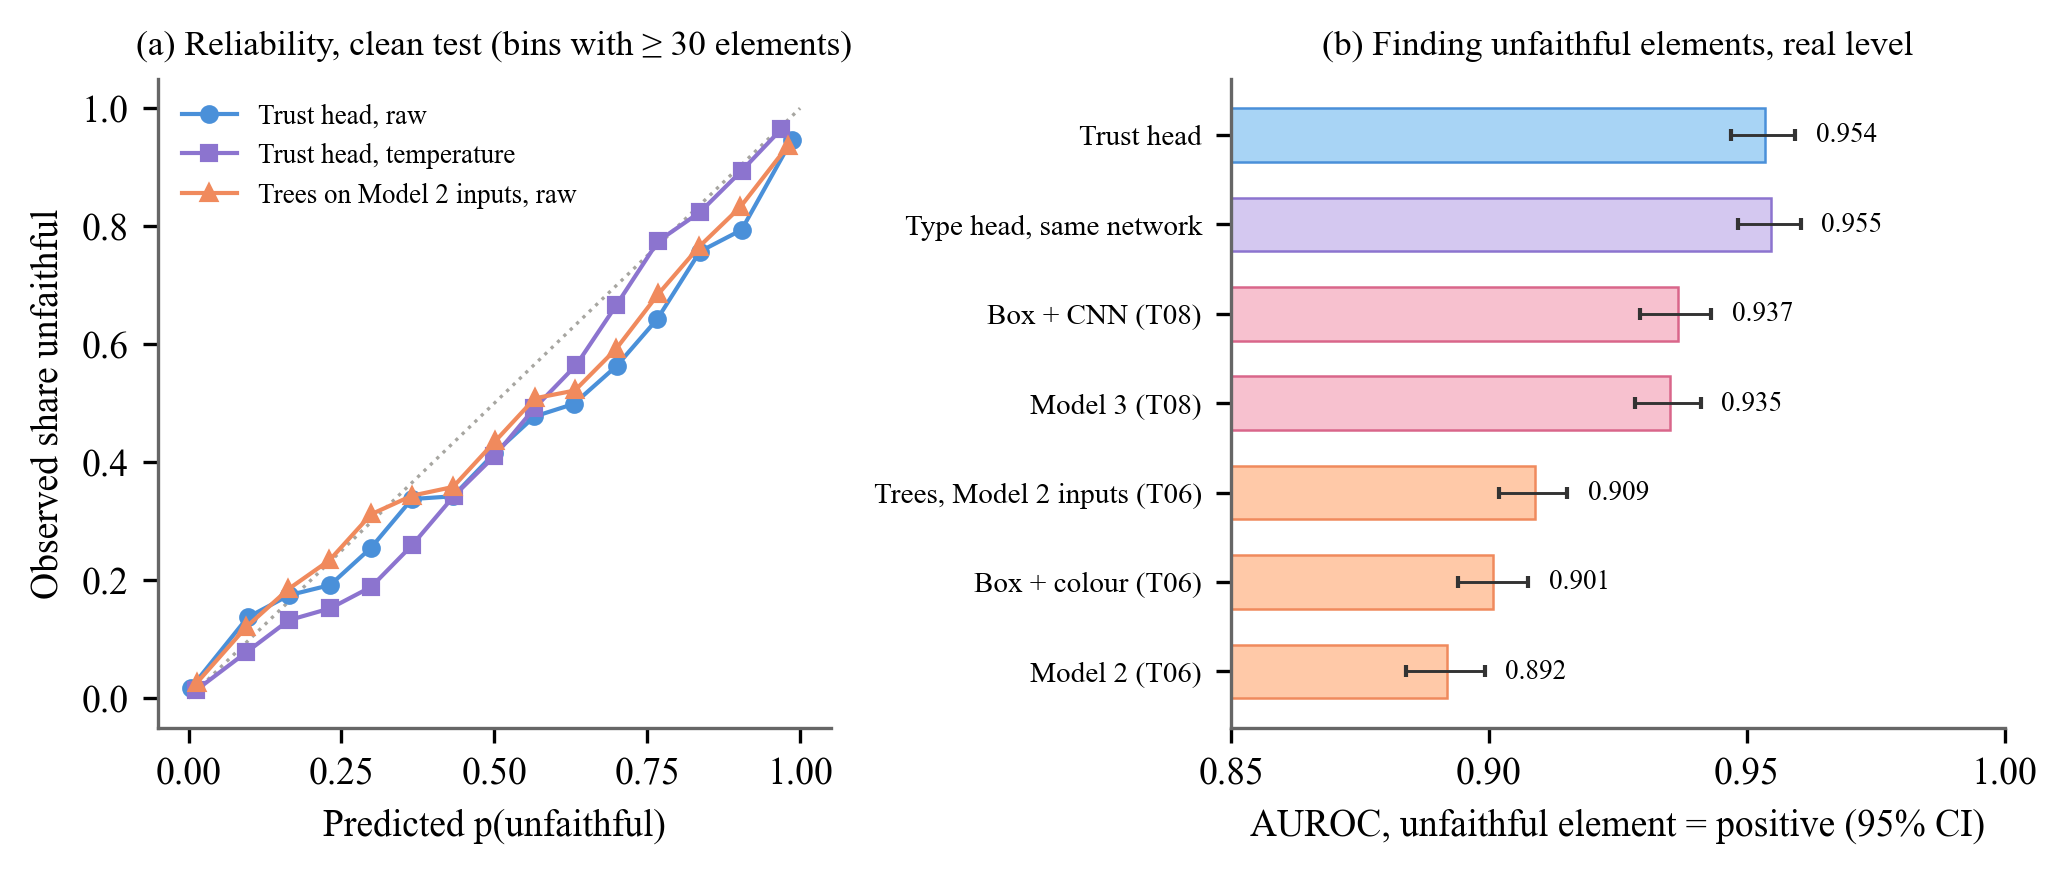 (a) Reliability, clean test (bins with ≥ 30 elements)
Trust head, raw
Trust head, temperature
Trees on Model 2 inputs, raw
Observed share unfaithful
1.0
0.8
0.6
0.4
0.2
0.0
0.00 0.25 0.50 0.75 1.00
Predicted p(unfaithful)
(b) Finding unfaithful elements, real level
Trust head 0.954
Type head, same network 0.955
Box + CNN (T08) 0.937
Model 3 (T08) 0.935
Trees, Model 2 inputs (T06) 0.909
Box + colour (T06) 0.901
Model 2 (T06) 0.892
0.85 0.90 0.95 1.00
AUROC, unfaithful element = positive (95% CI)